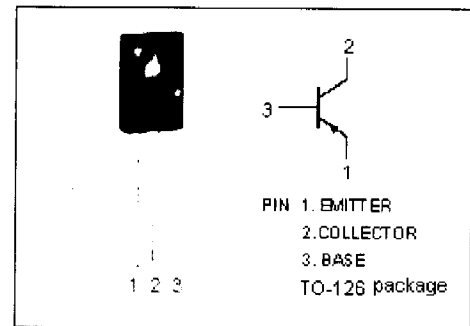 2
3
1
PIN 1. EMITTER
2.COLLECTOR
3. BASE
1 2 3
TO-126 package